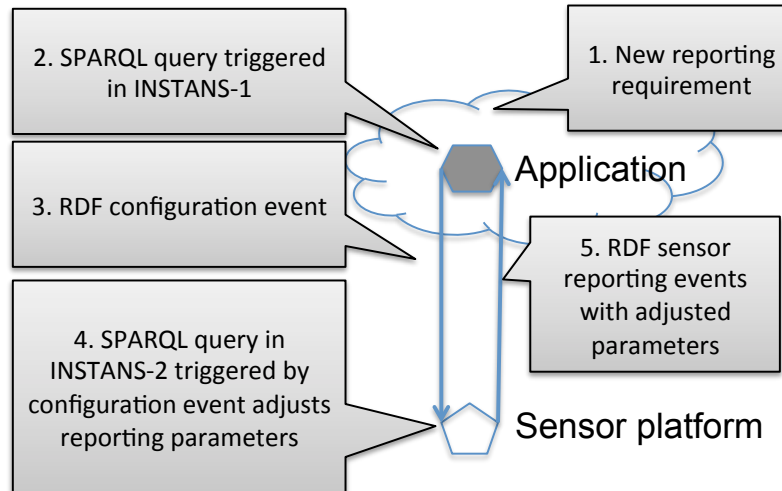 2. SPARQL query triggered
in INSTANS-1
1. New reporting
requirement
Application
3. RDF configuration event
5. RDF sensor
reporting events
with adjusted
parameters
4. SPARQL query in
INSTANS-2 triggered by
configuration event adjusts
reporting parameters
Sensor platform